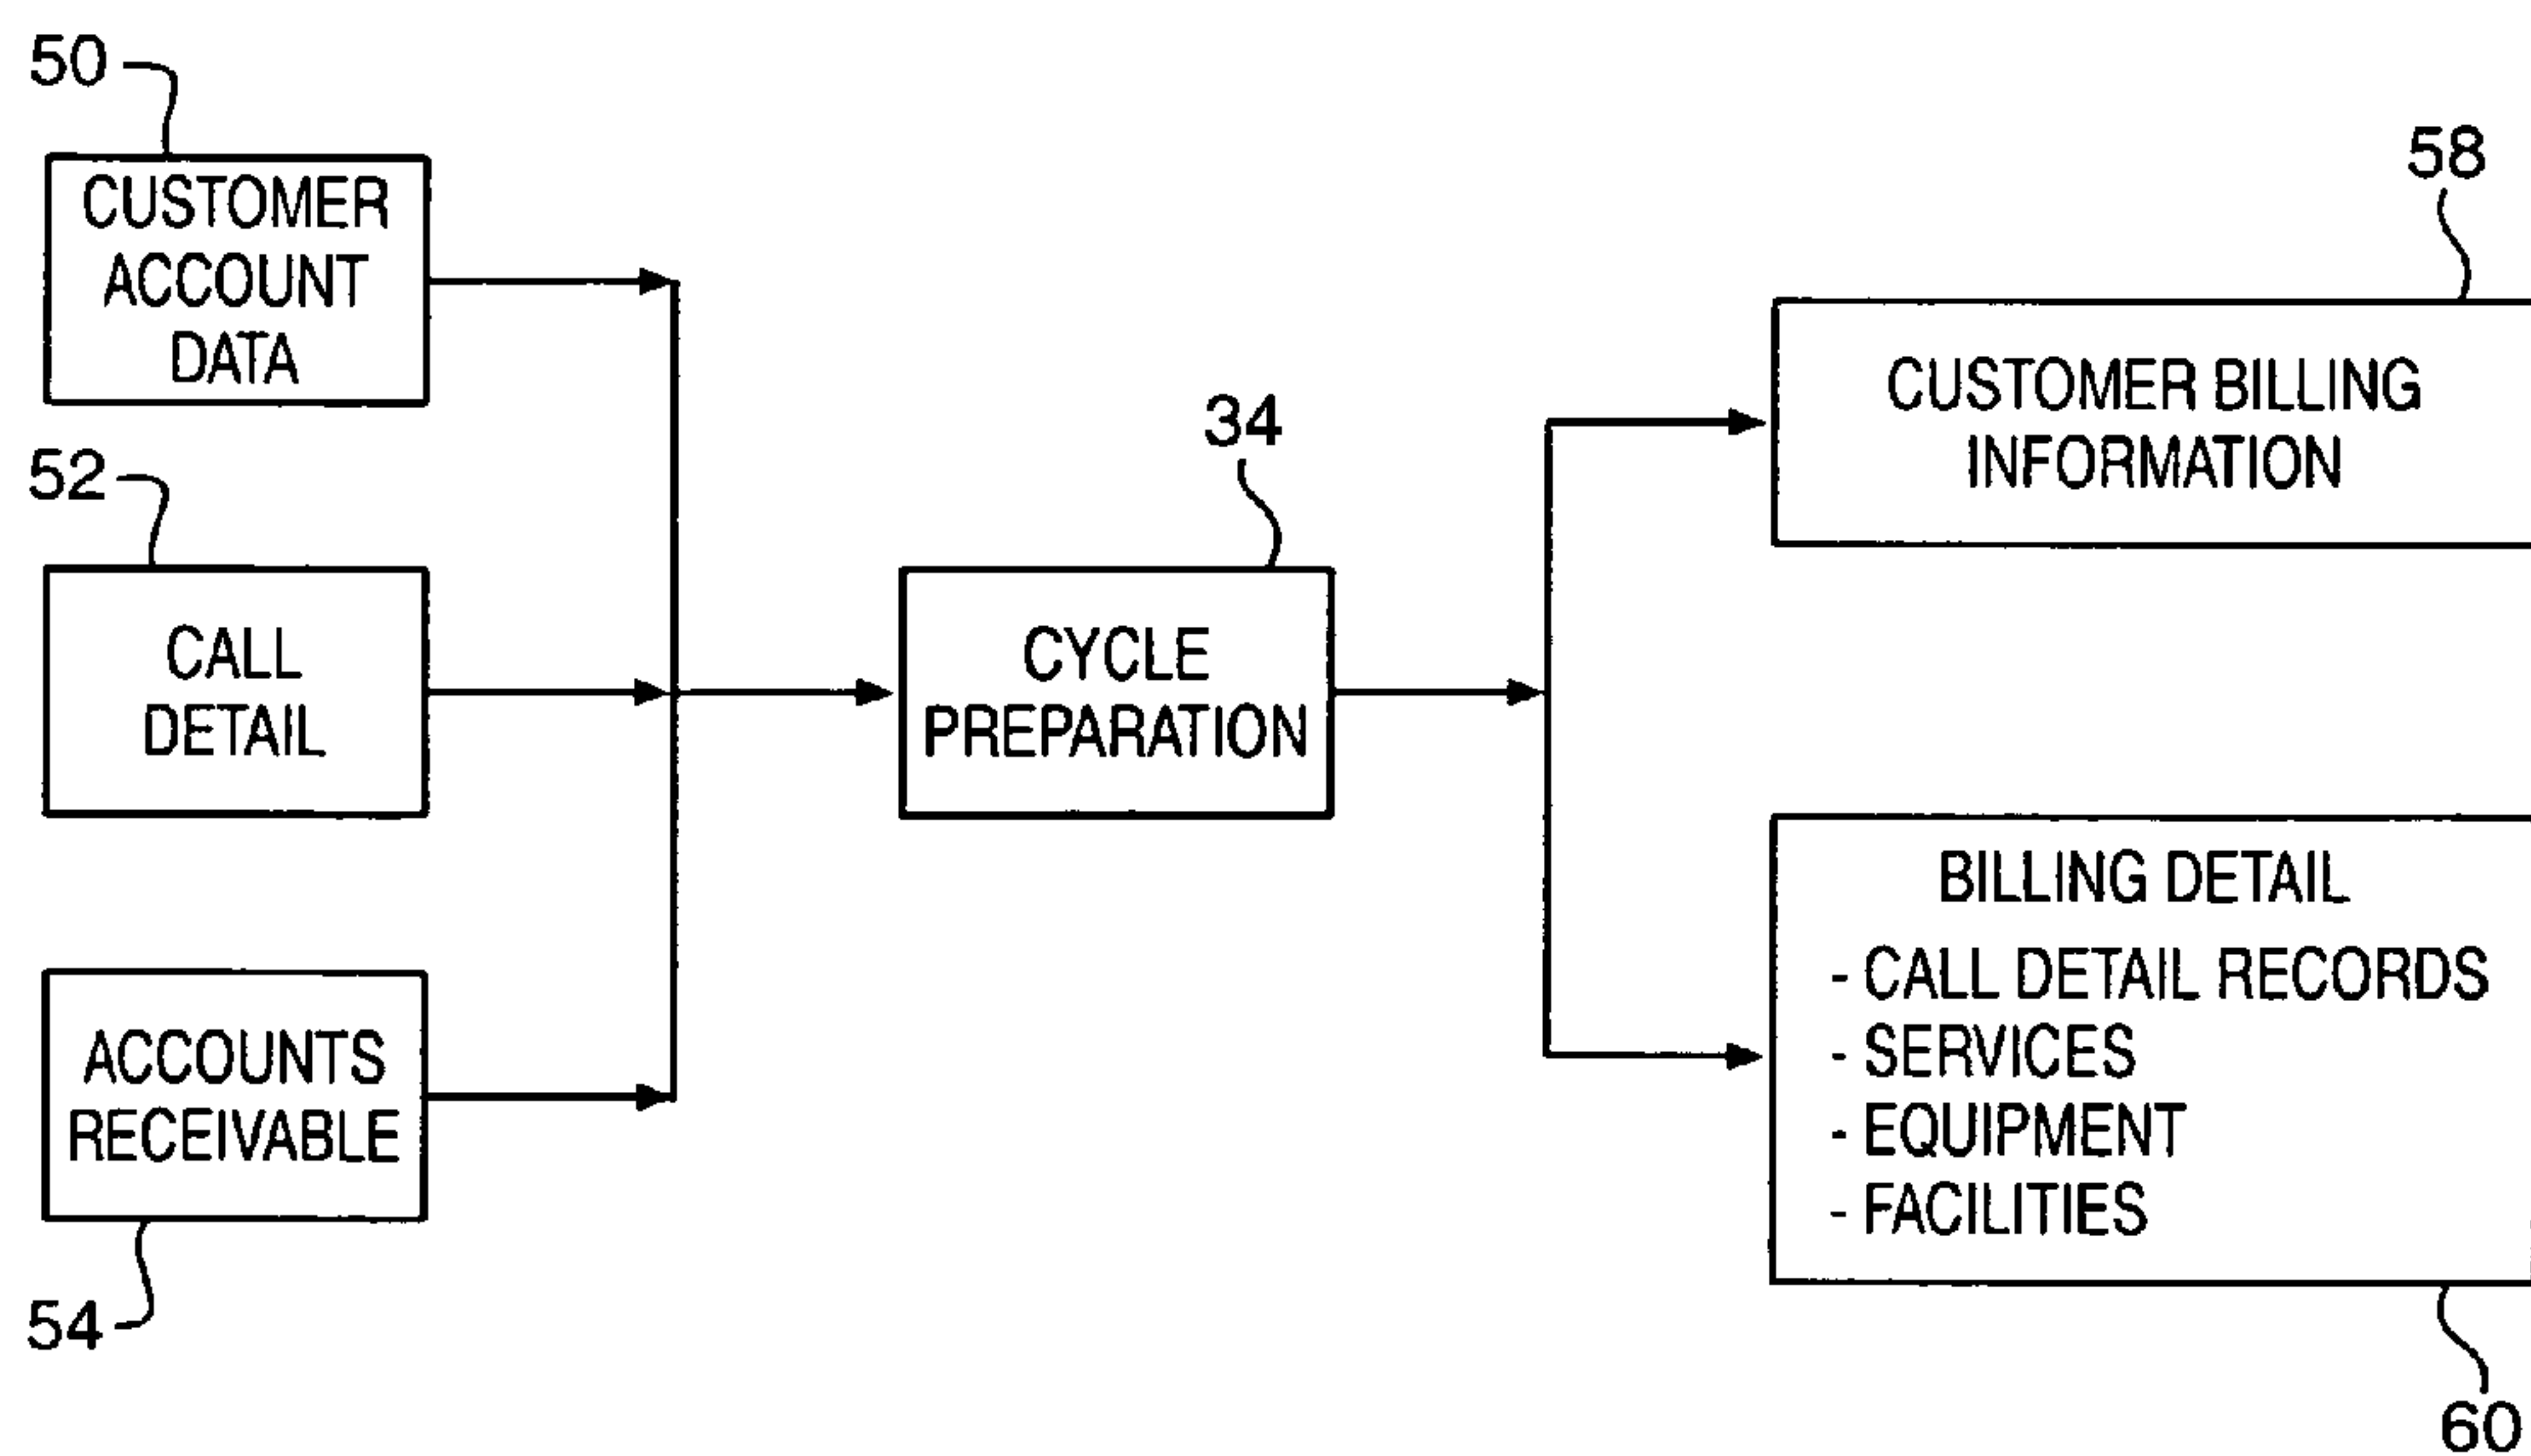 50
CUSTOMER
ACCOUNT
DATA
52
CALL
DETAIL
ACCOUNTS
RECEIVABLE
54
34
CYCLE
PREPARATION
58
CUSTOMER BILLING
INFORMATION
BILLING DETAIL
- CALL DETAIL RECORDS
- SERVICES
- EQUIPMENT
- FACILITIES
60